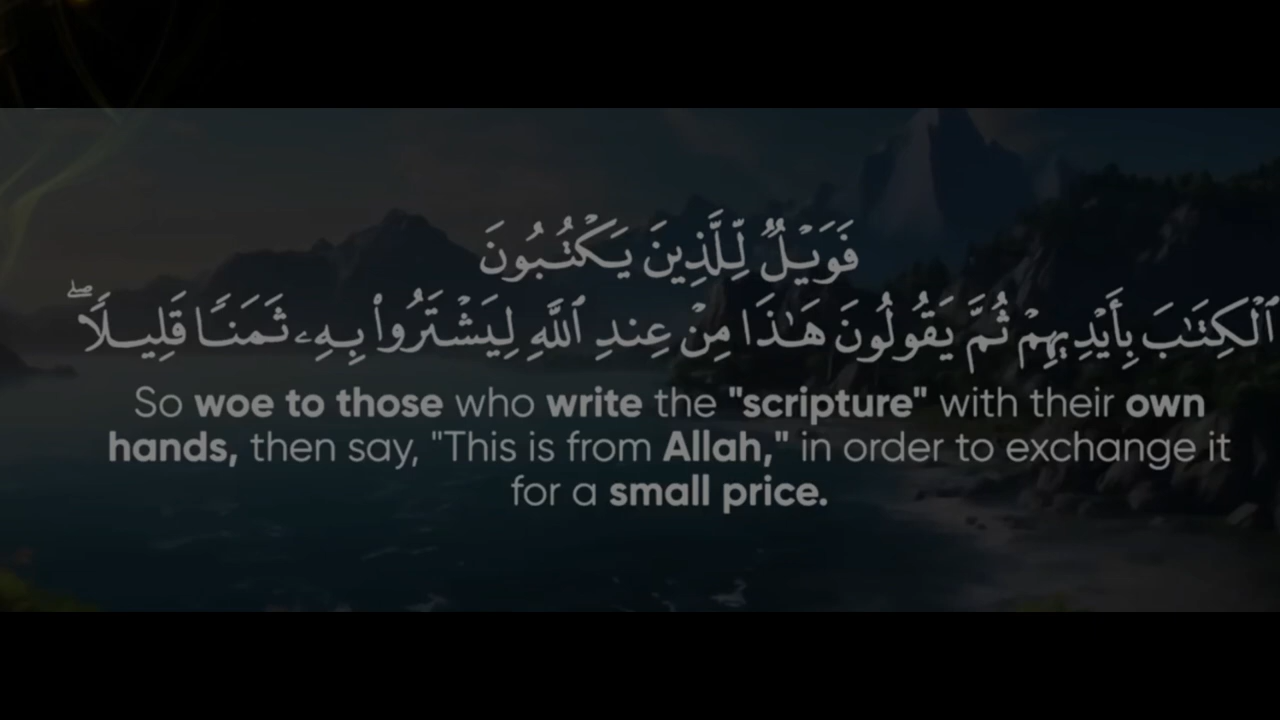 فَوَيْلٌ لِّلَّذِينَ يَكْتُبُونَ
ٱلْكِتَـٰبَ بِأَيْدِيهِمْ ثُمَّ يَقُولُونَ هَـٰذَا مِنْ عِندِ ٱللَّهِ لِيَشْتَرُوا۟ بِهِۦ ثَمَنًا قَلِيلًا ۖ
So woe to those who write the "scripture" with their own
hands, then say, "This is from Allah," in order to exchange it
for a small price.